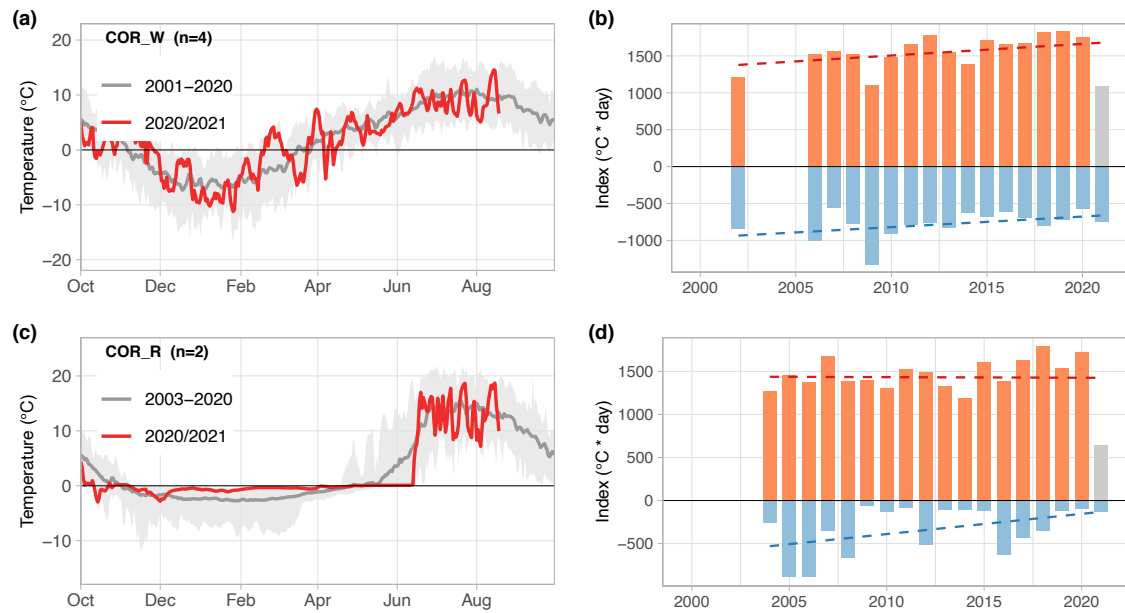 (a)
COR_W (n=4)
2001−2020
2020/2021
Temperature (°C)
20
10
0
−10
−20
Oct Dec Feb Apr Jun Aug
(b)
Index (°C * day)
1500
1000
500
0
−500
−1000
2000 2005 2010 2015 2020
(c)
COR_R (n=2)
2003−2020
2020/2021
Temperature (°C)
20
10
0
−10
Oct Dec Feb Apr Jun Aug
(d)
Index (°C * day)
1500
1000
500
0
−500
2000 2005 2010 2015 2020